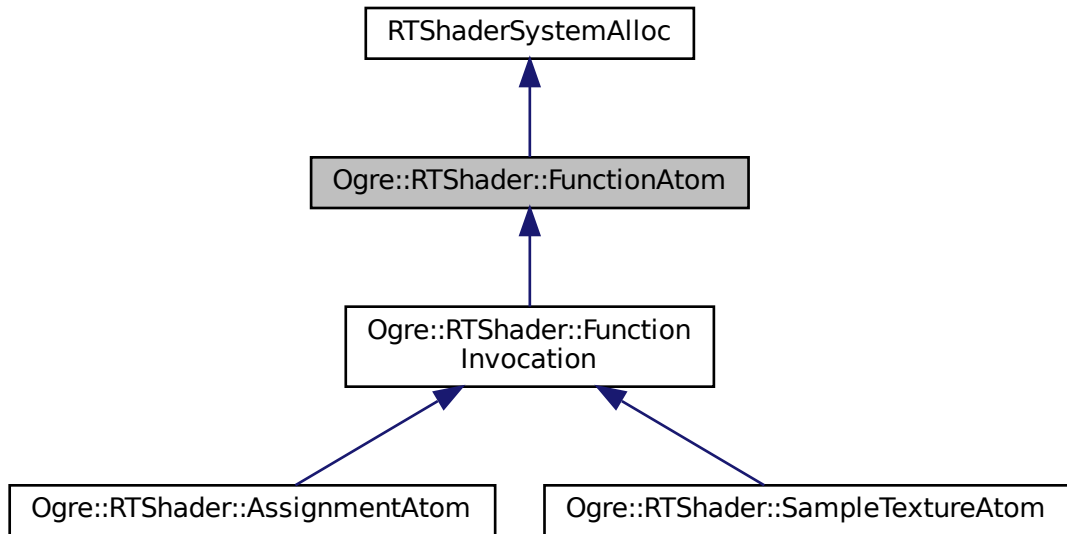 RTShaderSystemAlloc
Ogre::RTShader::FunctionAtom
Ogre::RTShader::Function
Invocation
Ogre::RTShader::AssignmentAtom
Ogre::RTShader::SampleTextureAtom